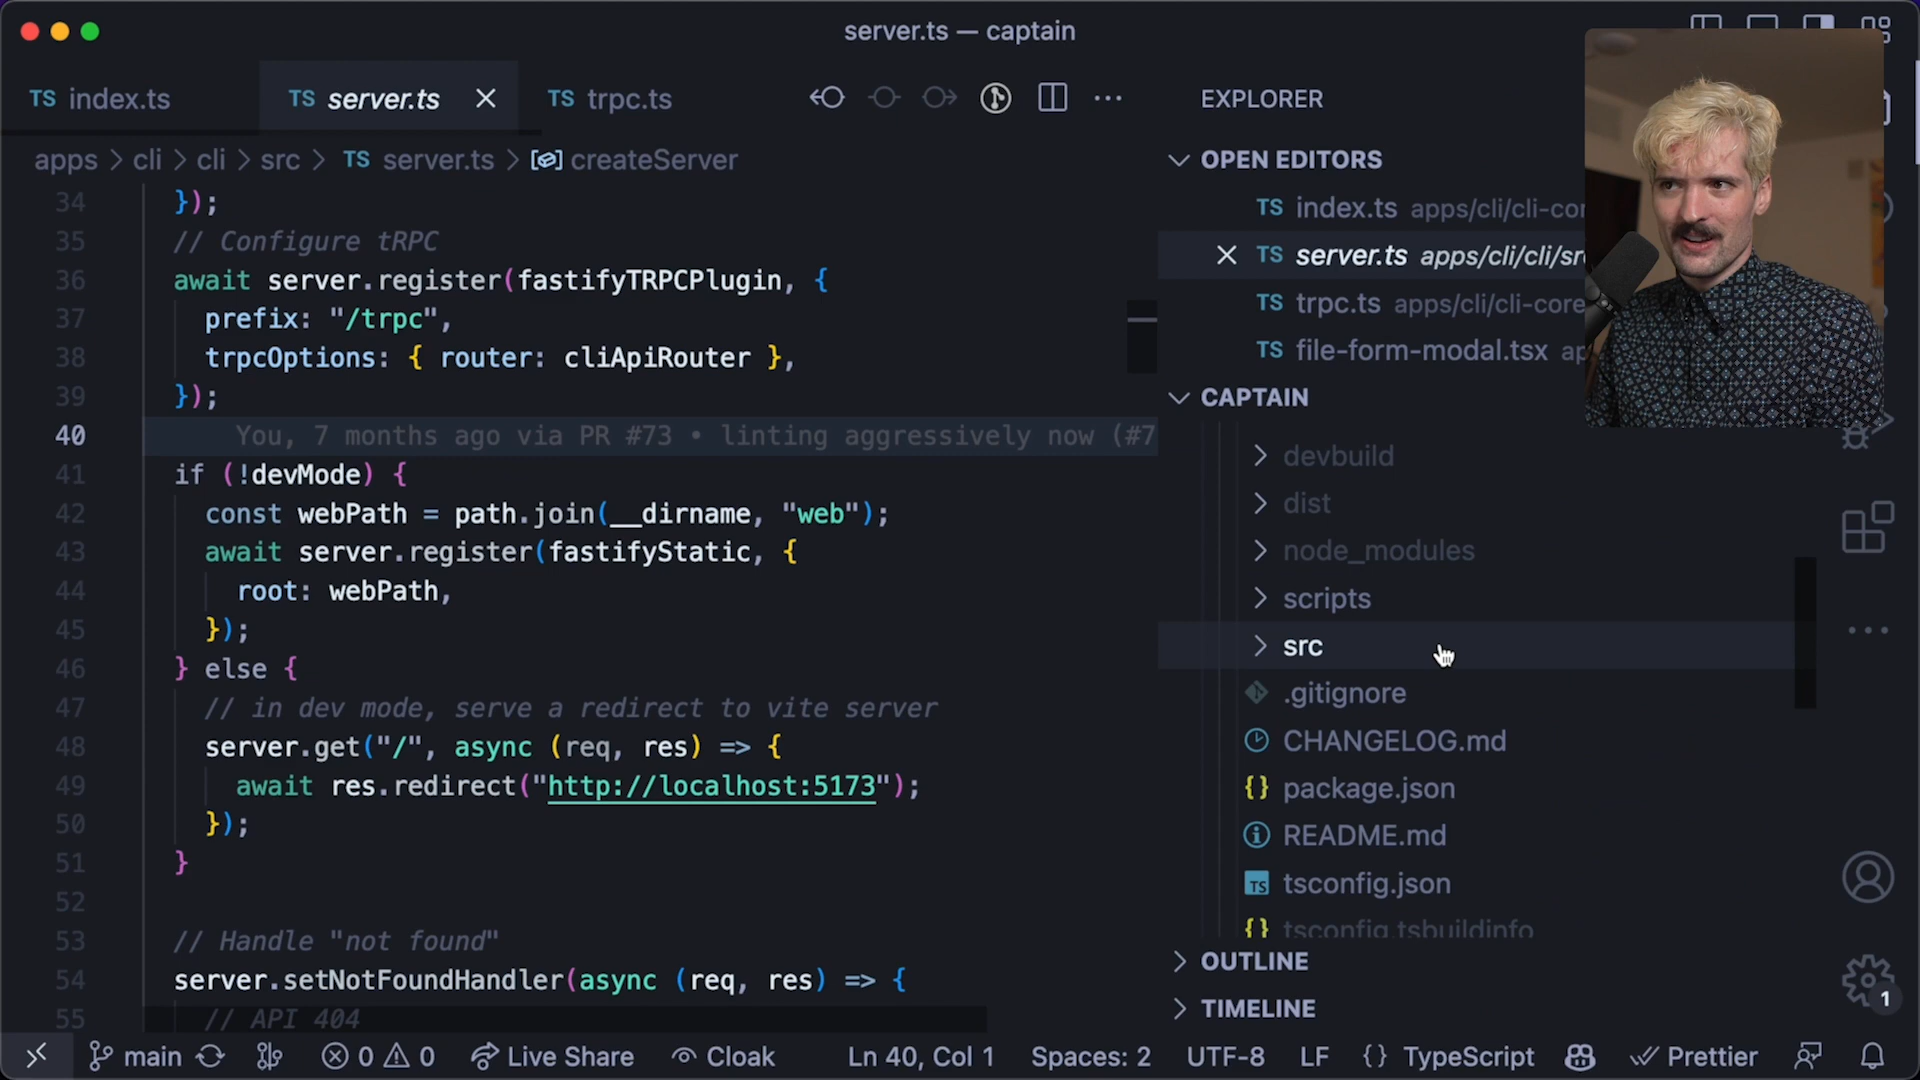 server.ts — captain
TS index.ts
TS server.ts
TS trpc.ts
apps > cli > cli > src > TS server.ts > createServer
34 });
35 // Configure tRPC
36 await server.register(fastifyTRPCPlugin, {
37 prefix: "/trpc",
38 trpcOptions: { router: cliApiRouter },
39 });
40 You, 7 months ago via PR #73 • linting aggressively now (#7
41 if (!devMode) {
42 const webPath = path.join(__dirname, "web");
43 await server.register(fastifyStatic, {
44 root: webPath,
45 });
46 } else {
47 // in dev mode, serve a redirect to vite server
48 server.get("/", async (req, res) => {
49 await res.redirect("http://localhost:5173");
50 });
51 }
52
53 // Handle "not found"
54 server.setNotFoundHandler(async (req, res) => {
55 // API 404
EXPLORER
OPEN EDITORS
TS index.ts apps/cli/cli-cor
TS server.ts apps/cli/cli/sr
TS trpc.ts apps/cli/cli-core
TS file-form-modal.tsx ap
CAPTAIN
devbuild
dist
node_modules
scripts
src
.gitignore
CHANGELOG.md
{} package.json
README.md
TS tsconfig.json
{} tsconfig.tsbuildinfo
OUTLINE
TIMELINE
1
main 0 0 Live Share Cloak Ln 40, Col 1 Spaces: 2 UTF-8 LF {} TypeScript Prettier